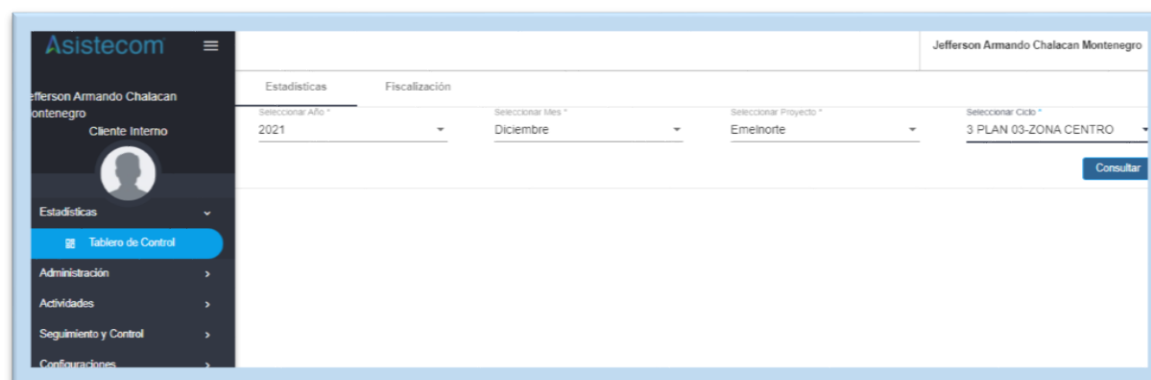 Asistecom
Jefferson Armando Chalacan Montenegro
efferson Armando Chalacan
ontenegro
Cliente Interno
Estadísticas
Fiscalización
Seleccionar Año *
Seleccionar Mes *
Seleccionar Proyecto *
Seleccionar Ciclo *
2021
Diciembre
Emelnorte
3 PLAN 03-ZONA CENTRO
Consultar
Estadísticas
Tablero de Control
Administración
Actividades
Seguimiento y Control
Configuraciones